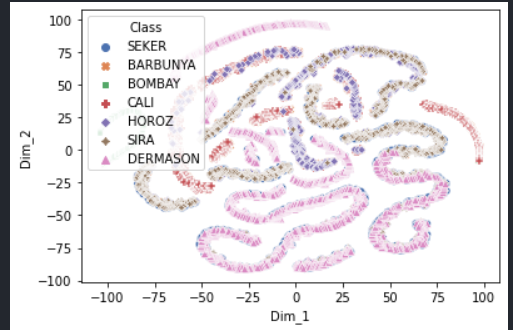 Class
SEKER
BARBUNYA
BOMBAY
CALI
HOROZ
SIRA
DERMASON
100
75
50
25
0
−25
−50
−75
−100
Dim_2
−100
−75
−50
−25
0
25
50
75
100
Dim_1